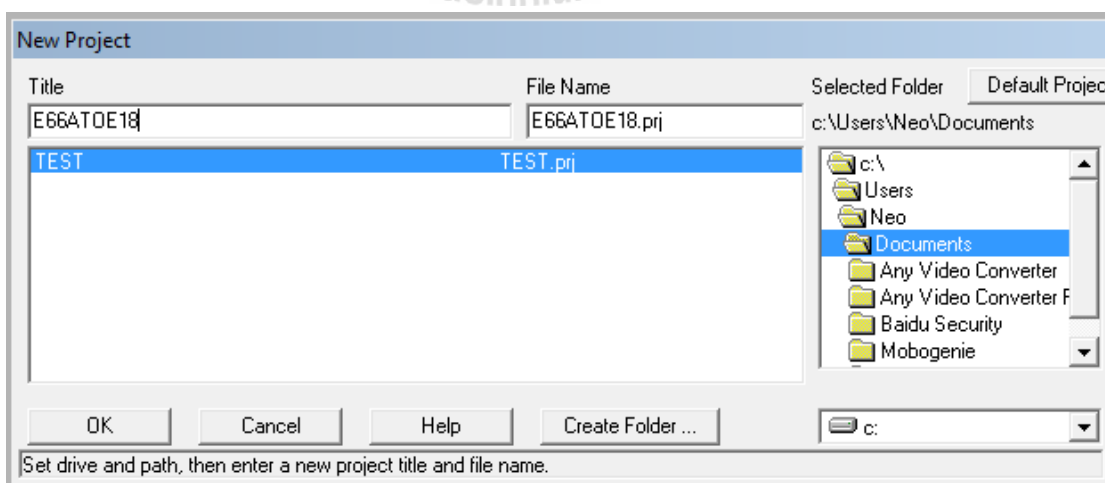 New Project
Title
File Name
Selected Folder
Default Projec
E66ATOE18
E66ATOE18.prj
c:\Users\Neo\Documents
TEST
TEST.prj
c:\
Users
Neo
Documents
Any Video Converter
Any Video Converter F
Baidu Security
Mobogenie
OK
Cancel
Help
Create Folder ...
c:
Set drive and path, then enter a new project title and file name.